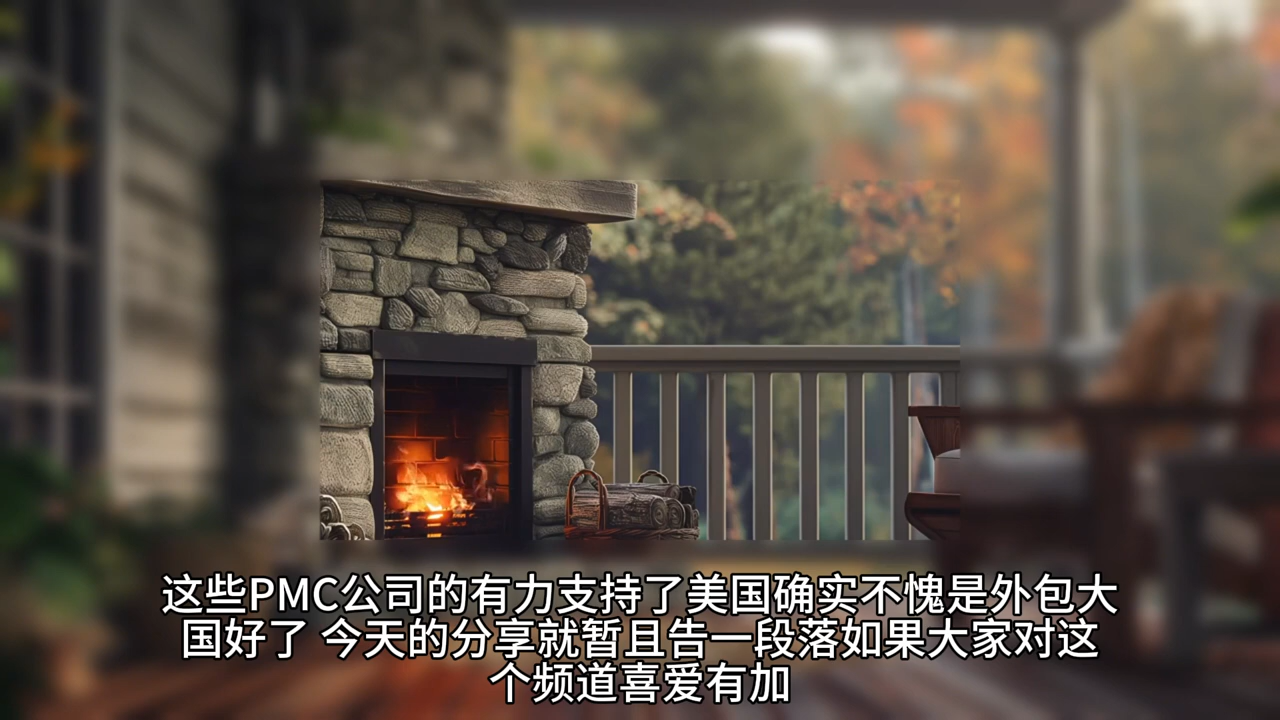 这些PMC公司的有力支持了美国确实不愧是外包大
国好了 今天的分享就暂且告一段落如果大家对这
个频道喜爱有加